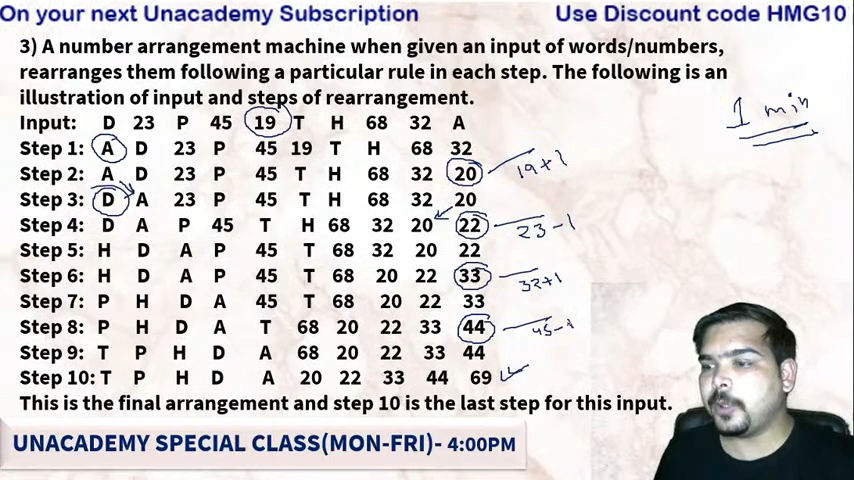 On your next Unacademy Subscription Use Discount code HMG10
3) A number arrangement machine when given an input of words/numbers,
rearranges them following a particular rule in each step. The following is an
illustration of input and steps of rearrangement.
1 min
Input: D 23 P 45 19 T H 68 32 A
Step 1: A D 23 P 45 19 T H 68 32
Step 2: A D 23 P 45 T H 68 32 20 19+1
Step 3: D A 23 P 45 T H 68 32 20
Step 4: D A P 45 T H 68 32 20 22 23-1
Step 5: H D A P 45 T 68 32 20 22
Step 6: H D A P 45 T 68 20 22 33 32+1
Step 7: P H D A 45 T 68 20 22 33
Step 8: P H D A T 68 20 22 33 44 45-1
Step 9: T P H D A 68 20 22 33 44
Step 10: T P H D A 20 22 33 44 69
This is the final arrangement and step 10 is the last step for this input.
UNACADEMY SPECIAL CLASS(MON-FRI)- 4:00PM